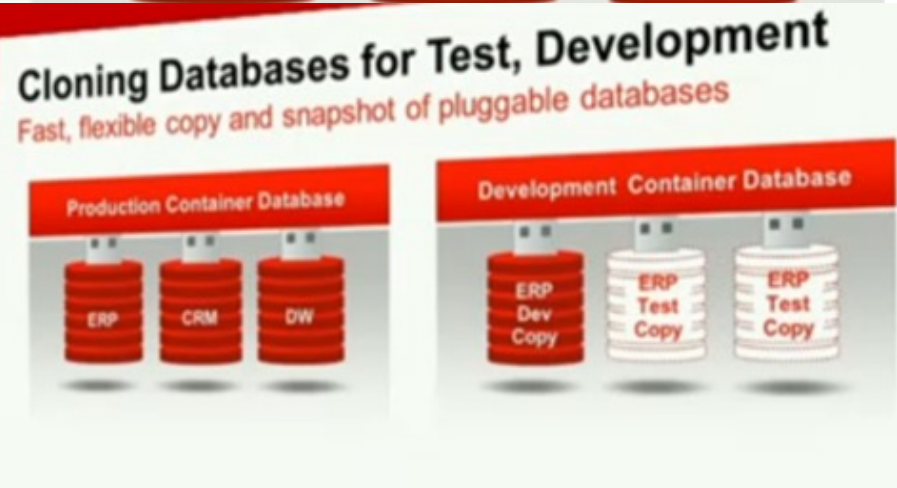 Cloning Databases for Test, Development
Fast, flexible copy and snapshot of pluggable databases
Production Container Database
ERP
CRM
DW
Development Container Database
ERP
Dev
Copy
ERP
Test
Copy
ERP
Test
Copy